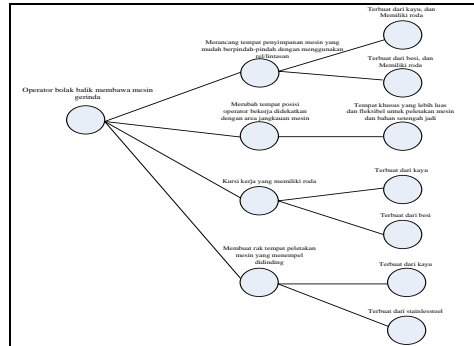 Terbuat dari kayu, dan
Memiliki roda
Merancang tempat penyimpanan mesin yang
mudah berpindah-pindah dengan menggunakan
rel/lintasan
Terbuat dari besi, dan
Memiliki roda
Operator bolak balik membawa mesin
gerinda
Merubah tempat posisi
operator bekerja didekatkan
dengan area jangkauan mesin
Tempat khusus yang lebih luas
dan fleksibel untuk peletakan mesin
dan bahan setengah jadi
Kursi kerja yang memiliki roda
Terbuat dari kayu
Terbuat dari besi
Membuat rak tempat peletakan
mesin yang menempel
didinding
Terbuat dari kayu
Terbuat dari stainlessteel